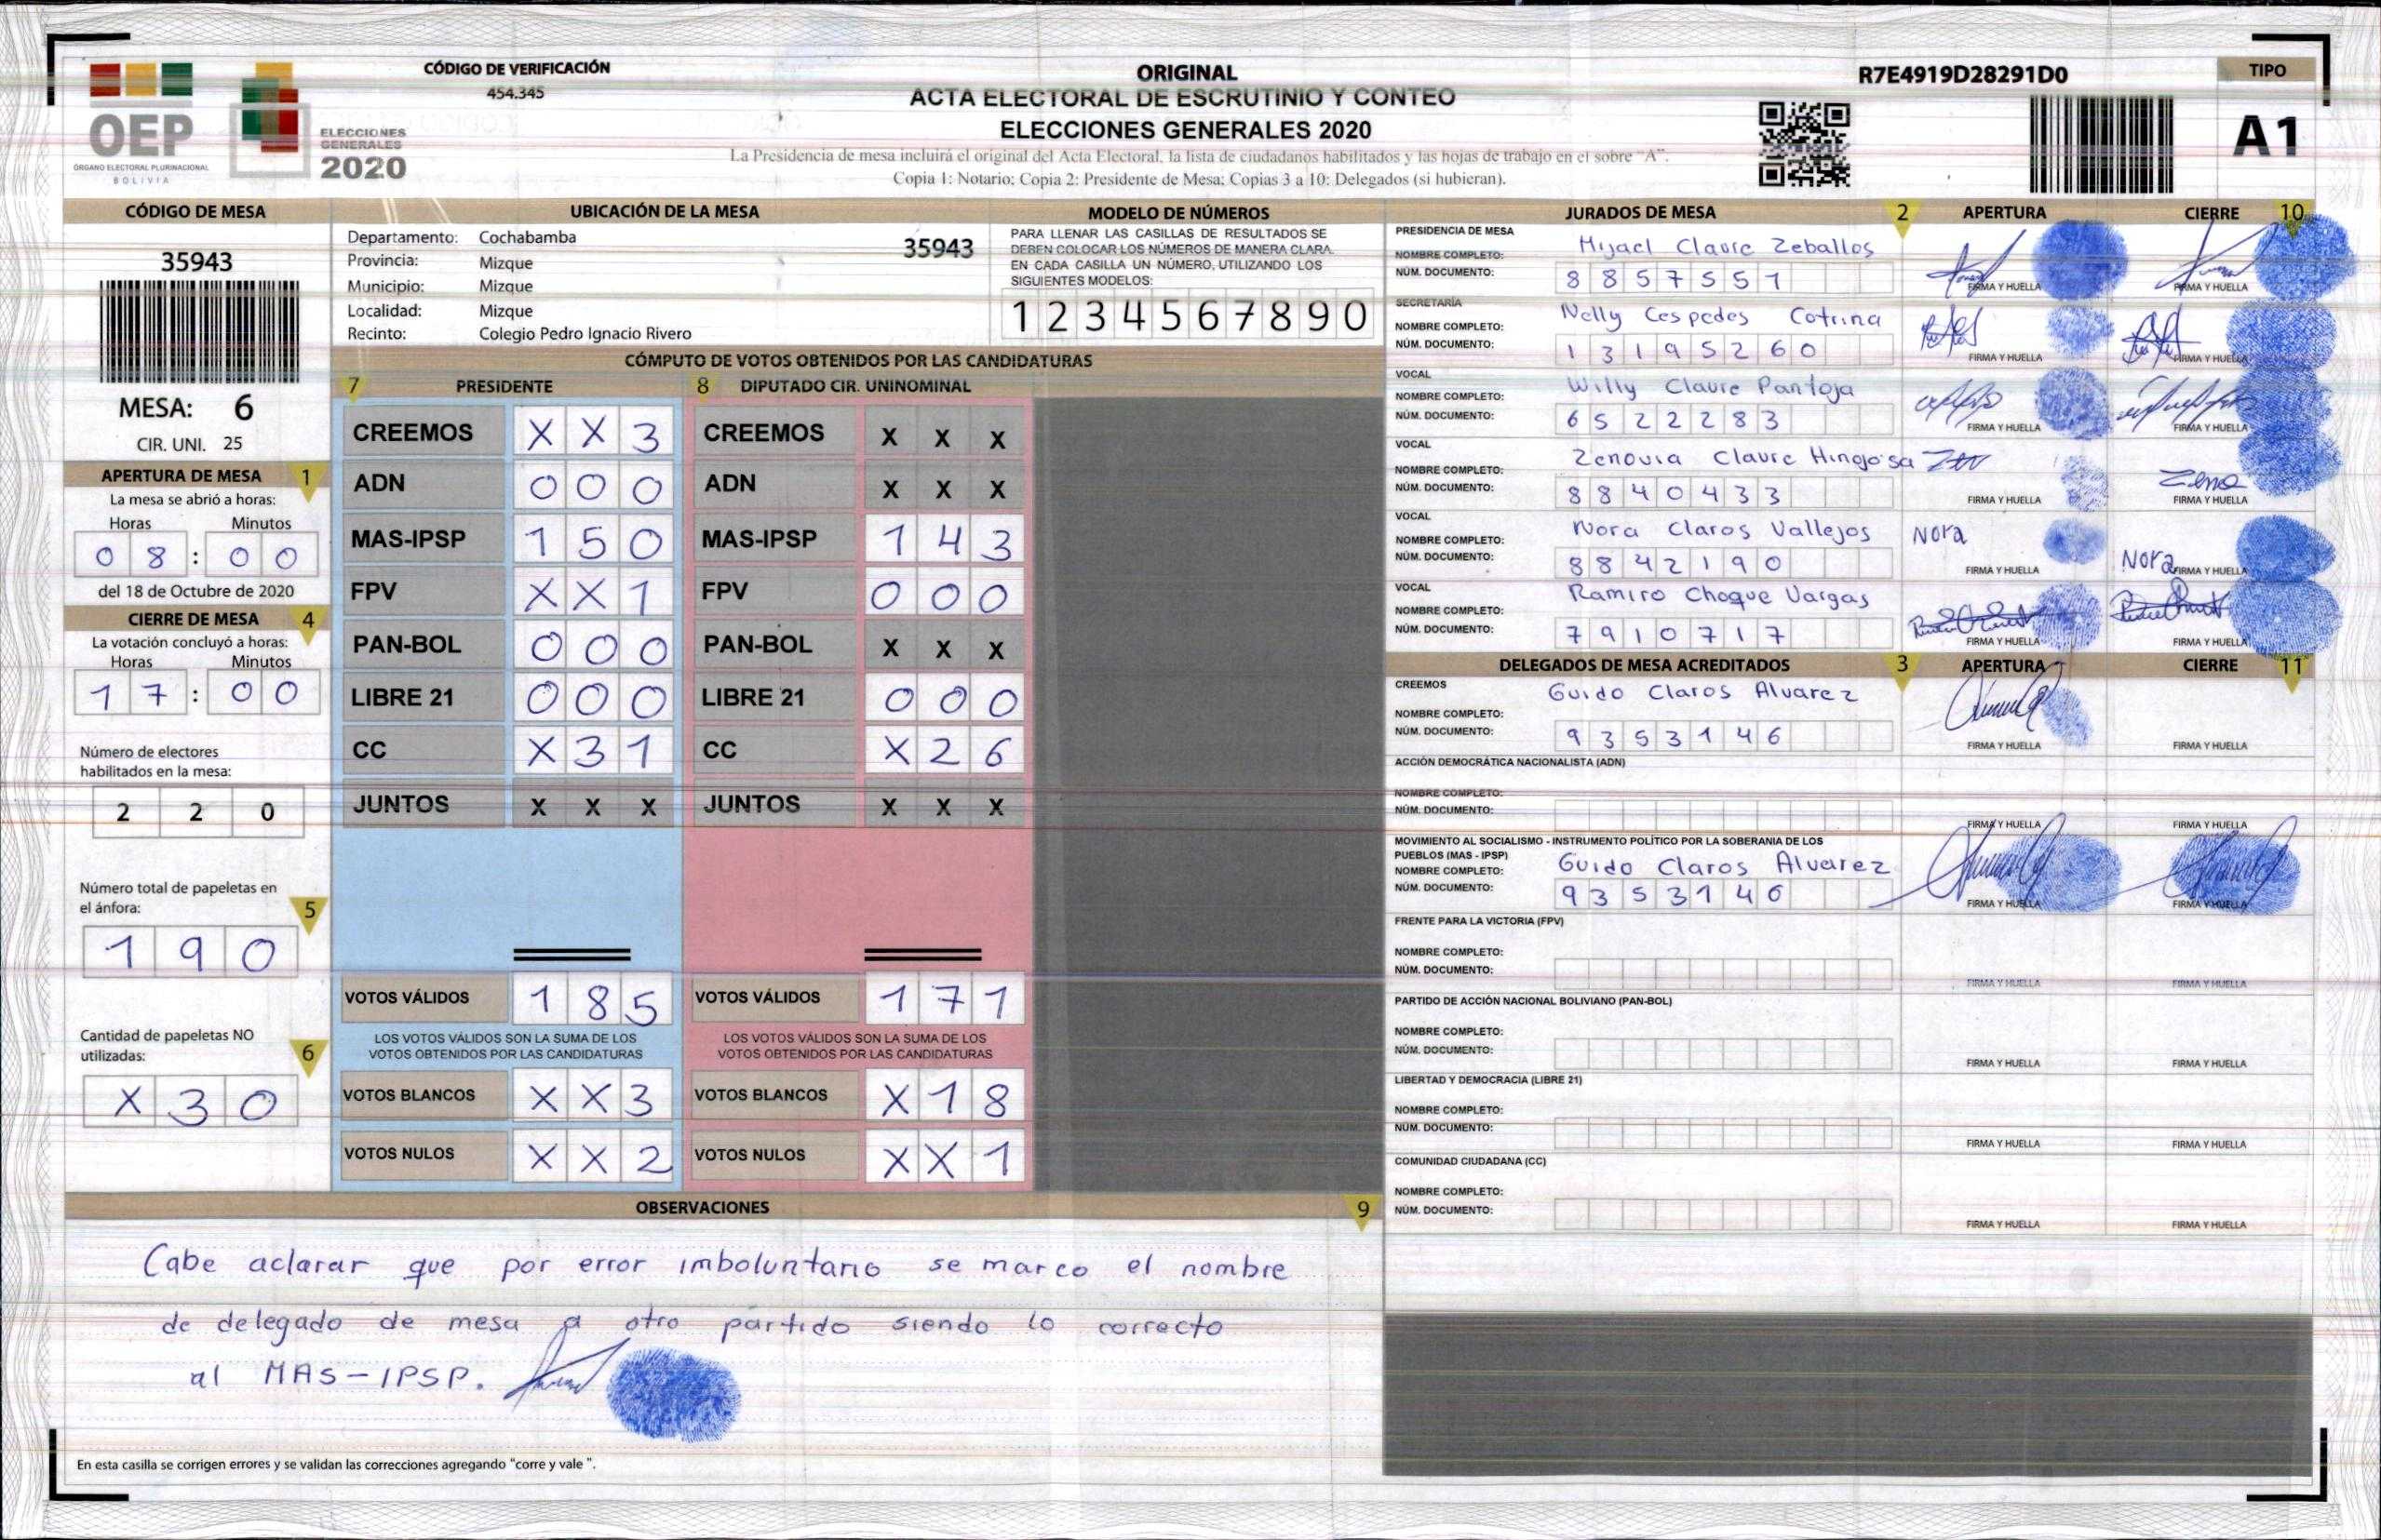 OEP
ÓRGANO ELECTORAL PLURINACIONAL
BOLIVIA
ELECCIONES
GENERALES
2020
CÓDIGO DE VERIFICACIÓN
454.345
ORIGINAL
ACTA ELECTORAL DE ESCRUTINIO Y CONTEO
ELECCIONES GENERALES 2020
La Presidencia de mesa incluirá el original del Acta Electoral, la lista de ciudadanos habilitados y las hojas de trabajo en el sobre "A".
Copia 1: Notario; Copia 2: Presidente de Mesa; Copias 3 a 10: Delegados (si hubieran).
R7E4919D28291D0
TIPO
A1
CÓDIGO DE MESA
35943
MESA: 6
CIR. UNI. 25
APERTURA DE MESA 1
La mesa se abrió a horas:
Horas Minutos
0 8 : 0 0
del 18 de Octubre de 2020
CIERRE DE MESA 4
La votación concluyó a horas:
Horas Minutos
1 7 : 0 0
Número de electores
habilitados en la mesa:
2 2 0
Número total de papeletas en
el ánfora: 5
1 9 0
Cantidad de papeletas NO
utilizadas: 6
X 3 0
UBICACIÓN DE LA MESA
Departamento: Cochabamba 35943
Provincia: Mizque
Municipio: Mizque
Localidad: Mizque
Recinto: Colegio Pedro Ignacio Rivero
MODELO DE NÚMEROS
PARA LLENAR LAS CASILLAS DE RESULTADOS SE
DEBEN COLOCAR LOS NÚMEROS DE MANERA CLARA.
EN CADA CASILLA UN NÚMERO, UTILIZANDO LOS
SIGUIENTES MODELOS:
1 2 3 4 5 6 7 8 9 0
CÓMPUTO DE VOTOS OBTENIDOS POR LAS CANDIDATURAS
7 PRESIDENTE 8 DIPUTADO CIR. UNINOMINAL
CREEMOS X X 3 CREEMOS X X X
ADN 0 0 0 ADN X X X
MAS-IPSP 1 5 0 MAS-IPSP 1 4 3
FPV X X 1 FPV 0 0 0
PAN-BOL 0 0 0 PAN-BOL X X X
LIBRE 21 0 0 0 LIBRE 21 0 0 0
CC X 3 1 CC X 2 6
JUNTOS X X X JUNTOS X X X
VOTOS VÁLIDOS 1 8 5 VOTOS VÁLIDOS 1 7 1
LOS VOTOS VÁLIDOS SON LA SUMA DE LOS LOS VOTOS VÁLIDOS SON LA SUMA DE LOS
VOTOS OBTENIDOS POR LAS CANDIDATURAS VOTOS OBTENIDOS POR LAS CANDIDATURAS
VOTOS BLANCOS X X 3 VOTOS BLANCOS X 1 8
VOTOS NULOS X X 2 VOTOS NULOS X X 1
OBSERVACIONES 9
Cabe aclarar que por error imboluntario se marco el nombre
de delegado de mesa a otro partido siendo lo correcto
al MAS-IPSP.
En esta casilla se corrigen errores y se validan las correcciones agregando "corre y vale ".
JURADOS DE MESA 2 APERTURA CIERRE 10
PRESIDENCIA DE MESA
NOMBRE COMPLETO: Mijael Claure Zeballos
NÚM. DOCUMENTO: 8 8 5 7 5 5 1 FIRMA Y HUELLA FIRMA Y HUELLA
SECRETARÍA
NOMBRE COMPLETO: Nelly Cespedes Cotrina
NÚM. DOCUMENTO: 1 3 1 9 5 2 6 0 FIRMA Y HUELLA FIRMA Y HUELLA
VOCAL
NOMBRE COMPLETO: Willy Claure Pantoja
NÚM. DOCUMENTO: 6 5 2 2 2 8 3 FIRMA Y HUELLA FIRMA Y HUELLA
VOCAL
NOMBRE COMPLETO: Zenovia Claure Hinojosa
NÚM. DOCUMENTO: 8 8 4 0 4 3 3 FIRMA Y HUELLA FIRMA Y HUELLA
VOCAL
NOMBRE COMPLETO: Nora Claros Vallejos Nora Nora
NÚM. DOCUMENTO: 8 8 4 2 1 9 0 FIRMA Y HUELLA FIRMA Y HUELLA
VOCAL
NOMBRE COMPLETO: Ramiro Choque Vargas
NÚM. DOCUMENTO: 7 9 1 0 7 1 7 FIRMA Y HUELLA FIRMA Y HUELLA
DELEGADOS DE MESA ACREDITADOS 3 APERTURA CIERRE 11
CREEMOS
NOMBRE COMPLETO: Guido Claros Alvarez
NÚM. DOCUMENTO: 9 3 5 3 1 4 6 FIRMA Y HUELLA FIRMA Y HUELLA
ACCIÓN DEMOCRÁTICA NACIONALISTA (ADN)
NOMBRE COMPLETO:
NÚM. DOCUMENTO: FIRMA Y HUELLA FIRMA Y HUELLA
MOVIMIENTO AL SOCIALISMO - INSTRUMENTO POLÍTICO POR LA SOBERANIA DE LOS
PUEBLOS (MAS - IPSP)
NOMBRE COMPLETO: Guido Claros Alvarez
NÚM. DOCUMENTO: 9 3 5 3 1 4 6 FIRMA Y HUELLA FIRMA Y HUELLA
FRENTE PARA LA VICTORIA (FPV)
NOMBRE COMPLETO:
NÚM. DOCUMENTO: FIRMA Y HUELLA FIRMA Y HUELLA
PARTIDO DE ACCIÓN NACIONAL BOLIVIANO (PAN-BOL)
NOMBRE COMPLETO:
NÚM. DOCUMENTO: FIRMA Y HUELLA FIRMA Y HUELLA
LIBERTAD Y DEMOCRACIA (LIBRE 21)
NOMBRE COMPLETO:
NÚM. DOCUMENTO: FIRMA Y HUELLA FIRMA Y HUELLA
COMUNIDAD CIUDADANA (CC)
NOMBRE COMPLETO:
NÚM. DOCUMENTO: FIRMA Y HUELLA FIRMA Y HUELLA